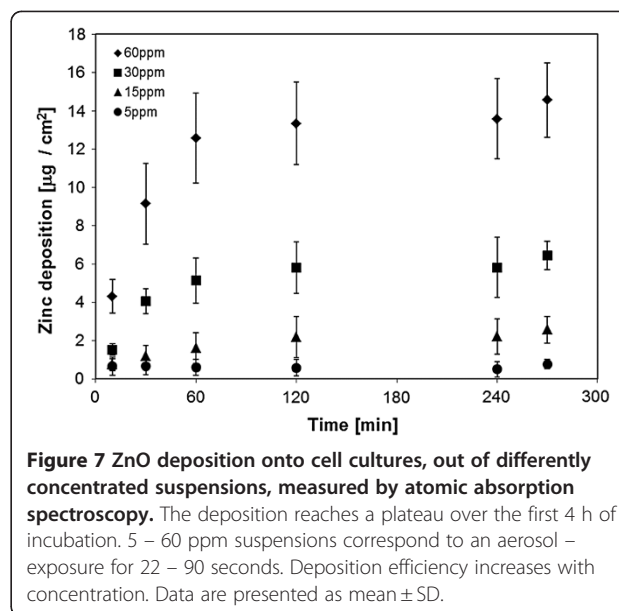 60ppm
30ppm
15ppm
5ppm
18
16
14
12
10
8
6
4
2
0
Zinc deposition [µg / cm²]
0
60
120
180
240
300
Time [min]
Figure 7 ZnO deposition onto cell cultures, out of differently
concentrated suspensions, measured by atomic absorption
spectroscopy. The deposition reaches a plateau over the first 4 h of
incubation. 5 – 60 ppm suspensions correspond to an aerosol –
exposure for 22 – 90 seconds. Deposition efficiency increases with
concentration. Data are presented as mean ± SD.